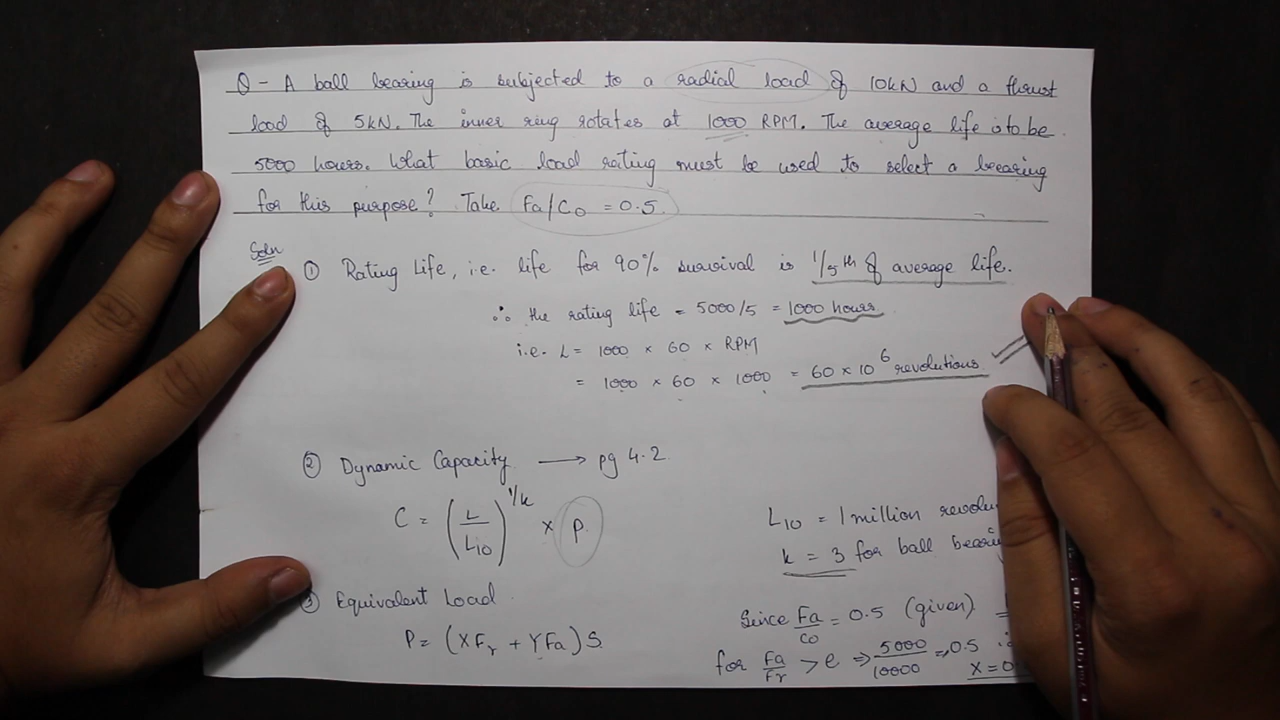 Q - A ball bearing is subjected to a radial load of 10kN and a thrust
load of 5kN. The inner ring rotates at 1000 RPM. The average life is to be
5000 hours. What basic load rating must be used to select a bearing
for this purpose? Take Fa/Co = 0.5.
Soln
① Rating Life, i.e. life for 90% survival is 1/5th of average life.
∴ the rating life = 5000/5 = 1000 hours
i.e. L = 1000 × 60 × RPM
= 1000 × 60 × 1000 = 60 × 10^6 revolutions
② Dynamic Capacity → pg 4.2
C = (L/L10)^1/k × P
L10 = 1 million revolu
k = 3 for ball beari
③ Equivalent Load
P = (XFr + YFa) S
Since Fa/Co = 0.5 (given) =
for Fa/Fr > e ⇒ 5000/10000 = 0.5
X = 0